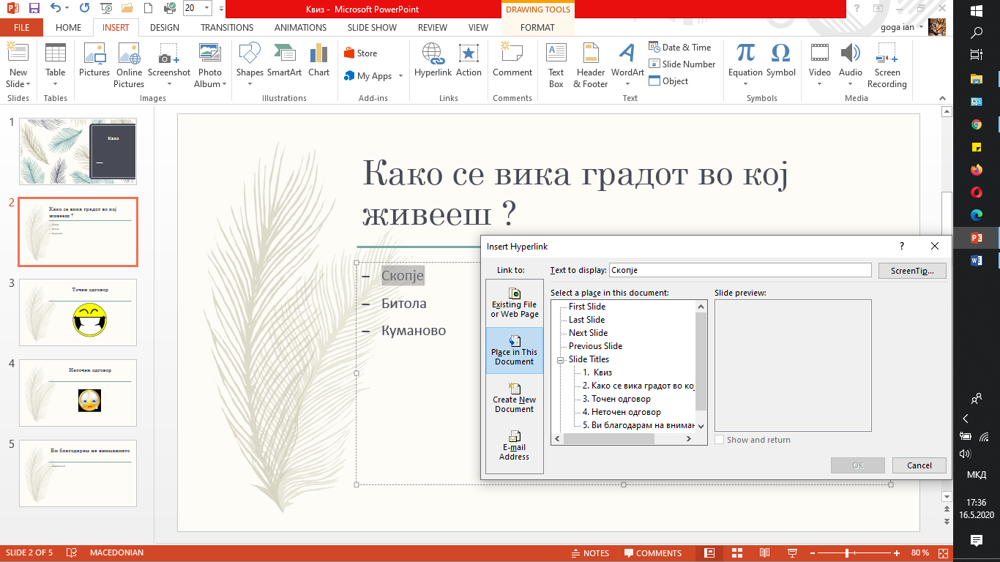 20
Квиз - Microsoft PowerPoint
DRAWING TOOLS
?
FILE
HOME
INSERT
DESIGN
TRANSITIONS
ANIMATIONS
SLIDE SHOW
REVIEW
VIEW
FORMAT
goga ian
New
Slide
Table
Pictures
Online
Pictures
Screenshot
Photo
Album
Shapes
SmartArt
Chart
Store
My Apps
Hyperlink
Action
Comment
Text
Box
Header
& Footer
WordArt
Date & Time
Slide Number
Object
Equation
Symbol
Video
Audio
Screen
Recording
Slides
Tables
Images
Illustrations
Add-ins
Links
Comments
Text
Symbols
Media
1
Квиз
2
Како се вика градот во кој
живееш ?
3
Точен одговор
4
Неточен одговор
5
Ви благодарам на вниманието
Како се вика градот во кој
живееш ?
– Скопје
– Битола
– Куманово
Insert Hyperlink
?
Link to:
Text to display:
Скопје
ScreenTip...
Existing File
or Web Page
Place in This
Document
Create New
Document
E-mail
Address
Select a place in this document:
First Slide
Last Slide
Next Slide
Previous Slide
Slide Titles
1. Квиз
2. Како се вика градот во кој
3. Точен одговор
4. Неточен одговор
5. Ви благодарам на вниман
Slide preview:
Show and return
OK
Cancel
SLIDE 2 OF 5
MACEDONIAN
NOTES
COMMENTS
80 %
МКД
17:36
16.5.2020